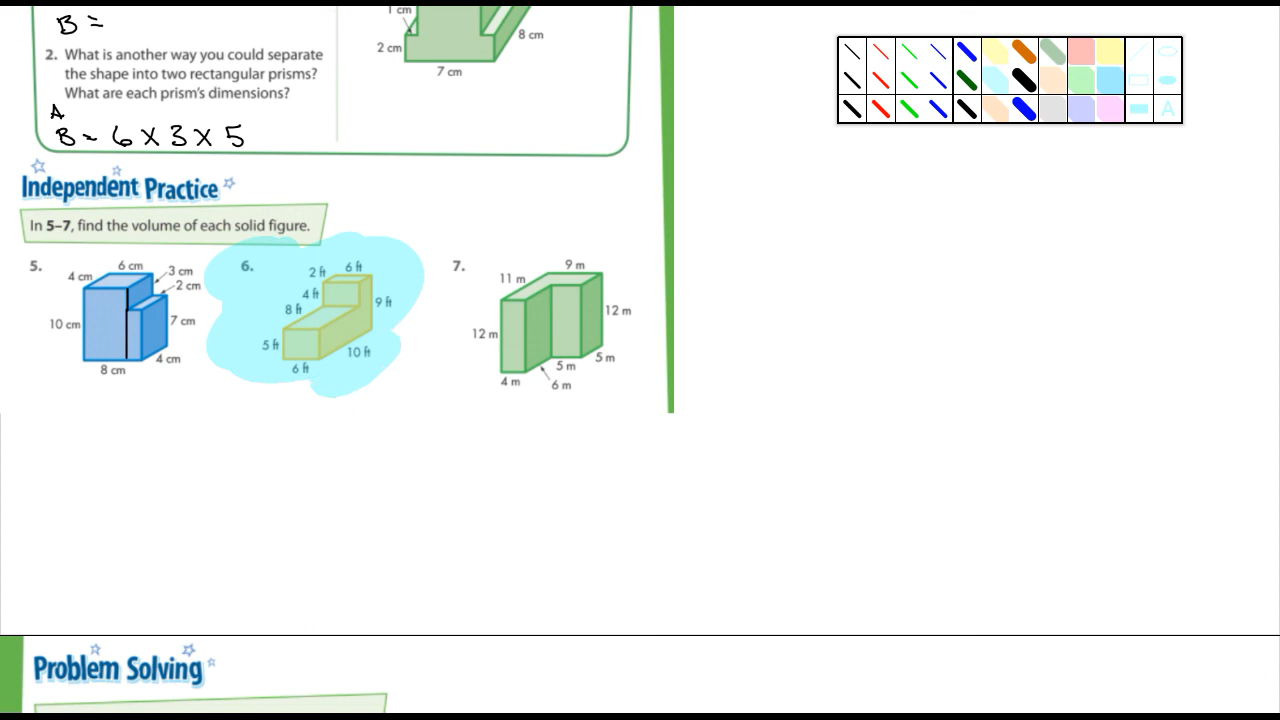 B =
1 cm
2 cm
8 cm
7 cm
2. What is another way you could separate
the shape into two rectangular prisms?
What are each prism's dimensions?
A
B = 6 x 3 x 5
Independent Practice
In 5–7, find the volume of each solid figure.
5.
6 cm
4 cm
3 cm
2 cm
10 cm
7 cm
4 cm
8 cm
6.
2 ft
6 ft
4 ft
8 ft
9 ft
5 ft
10 ft
6 ft
7.
9 m
11 m
12 m
12 m
5 m
5 m
4 m
6 m
A
Problem Solving